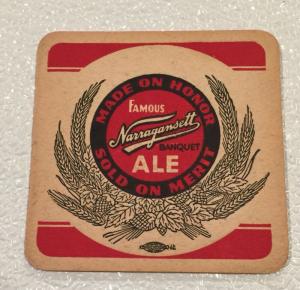 MADE ON HONOR
FAMOUS
Narragansett
BANQUET
ALE
SOLD ON MERIT